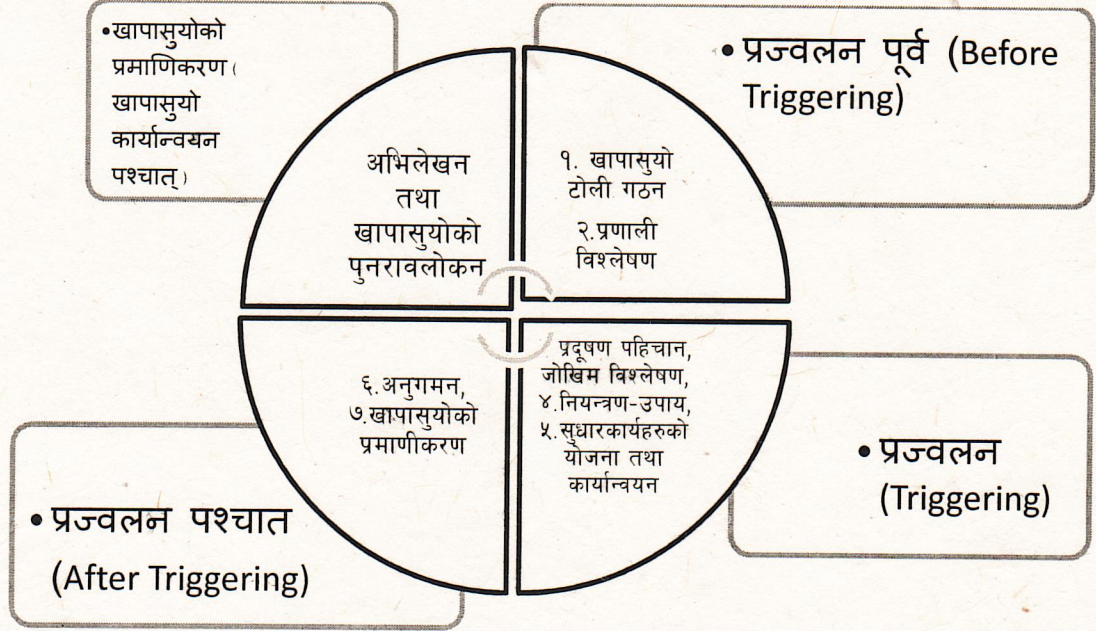 •खापासुयोको
प्रमाणिकरण(
खापासुयो
कार्यान्वयन
पश्चात्)
• प्रज्वलन पूर्व (Before
Triggering)
अभिलेखन
तथा
खापासुयोको
पुनरावलोकन
१. खापासुयो
टोली गठन
२.प्रणाली
विश्लेषण
६.अनुगमन,
७.खापासुयोको
प्रमाणीकरण
प्रदूषण पहिचान,
जोखिम विश्लेषण,
४.नियन्त्रण-उपाय,
५.सुधारकार्यहरुको
योजना तथा
कार्यान्वयन
• प्रज्वलन पश्चात
(After Triggering)
• प्रज्वलन
(Triggering)